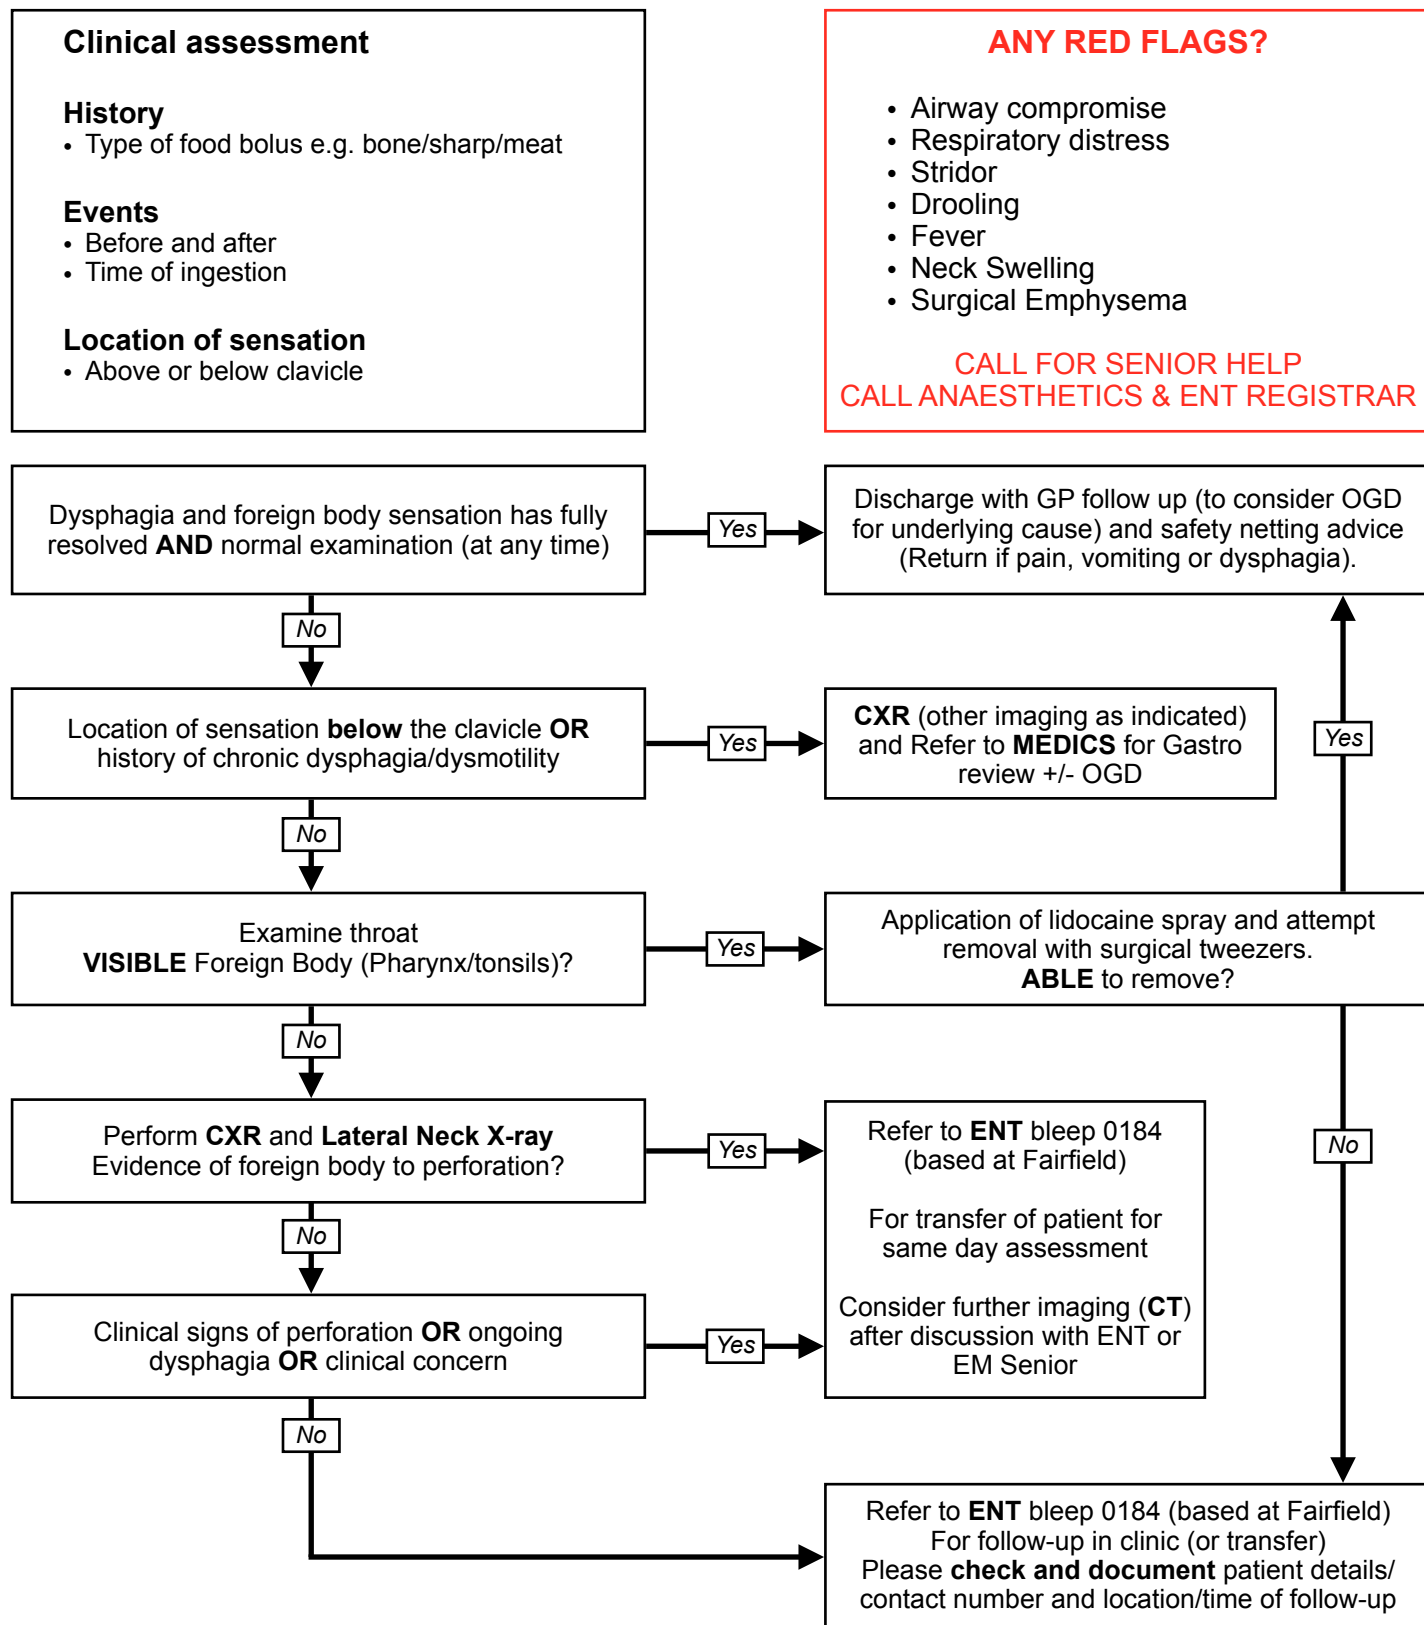 Clinical assessment
History
• Type of food bolus e.g. bone/sharp/meat
Events
• Before and after
• Time of ingestion
Location of sensation
• Above or below clavicle
ANY RED FLAGS?
• Airway compromise
• Respiratory distress
• Stridor
• Drooling
• Fever
• Neck Swelling
• Surgical Emphysema
CALL FOR SENIOR HELP
CALL ANAESTHETICS & ENT REGISTRAR
Dysphagia and foreign body sensation has fully
resolved AND normal examination (at any time)
Yes
Discharge with GP follow up (to consider OGD
for underlying cause) and safety netting advice
(Return if pain, vomiting or dysphagia).
No
Location of sensation below the clavicle OR
history of chronic dysphagia/dysmotility
Yes
CXR (other imaging as indicated)
and Refer to MEDICS for Gastro
review +/- OGD
Yes
No
Examine throat
VISIBLE Foreign Body (Pharynx/tonsils)?
Yes
Application of lidocaine spray and attempt
removal with surgical tweezers.
ABLE to remove?
No
Perform CXR and Lateral Neck X-ray
Evidence of foreign body to perforation?
Yes
Refer to ENT bleep 0184
(based at Fairfield)
For transfer of patient for
same day assessment
Consider further imaging (CT)
after discussion with ENT or
EM Senior
No
No
Clinical signs of perforation OR ongoing
dysphagia OR clinical concern
Yes
No
Refer to ENT bleep 0184 (based at Fairfield)
For follow-up in clinic (or transfer)
Please check and document patient details/
contact number and location/time of follow-up